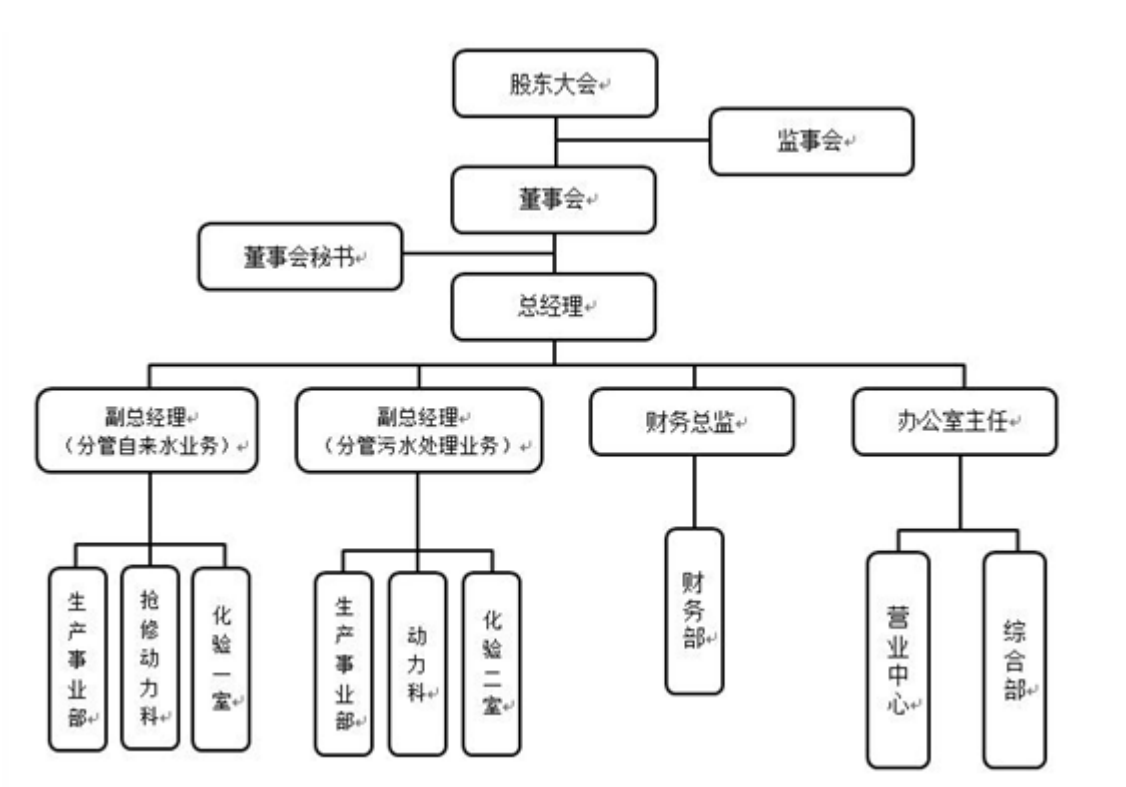 股东大会
监事会
董事会
董事会秘书
总经理
副总经理
（分管自来水业务）
副总经理
（分管污水处理业务）
财务总监
办公室主任
生产事业部
抢修动力科
化验一室
生产事业部
动力科
化验二室
财务部
营业中心
综合部